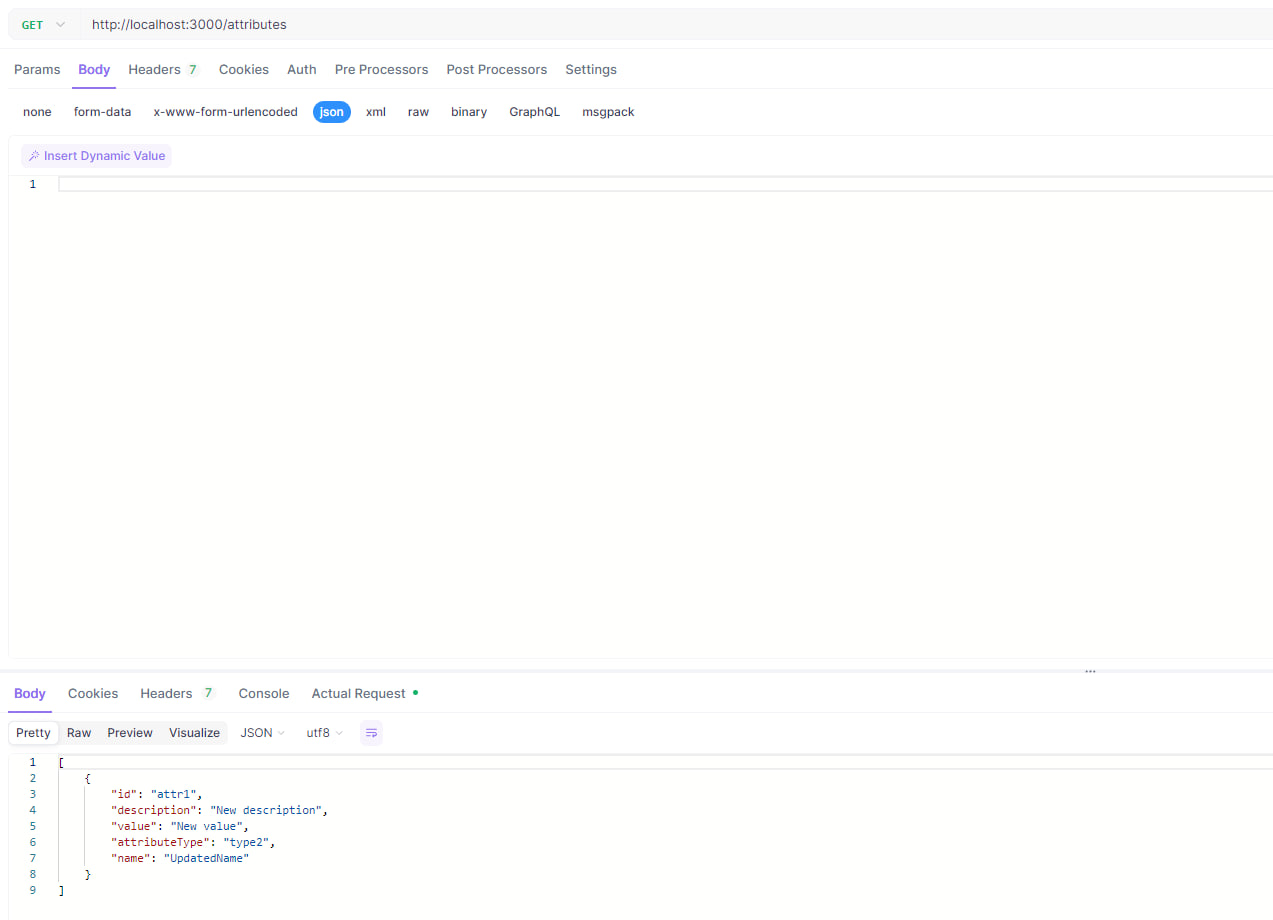 GET http://localhost:3000/attributes
Params Body Headers 7 Cookies Auth Pre Processors Post Processors Settings
none form-data x-www-form-urlencoded json xml raw binary GraphQL msgpack
Insert Dynamic Value
1
...
Body Cookies Headers 7 Console Actual Request
Pretty Raw Preview Visualize JSON utf8
1 [
2 {
3 "id": "attr1",
4 "description": "New description",
5 "value": "New value",
6 "attributeType": "type2",
7 "name": "UpdatedName"
8 }
9 ]